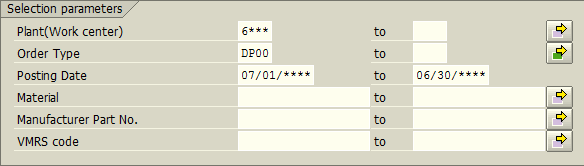 Selection parameters
Plant(Work center) 6*** to
Order Type DP00 to
Posting Date 07/01/**** to 06/30/****
Material to
Manufacturer Part No. to
VMRS code to